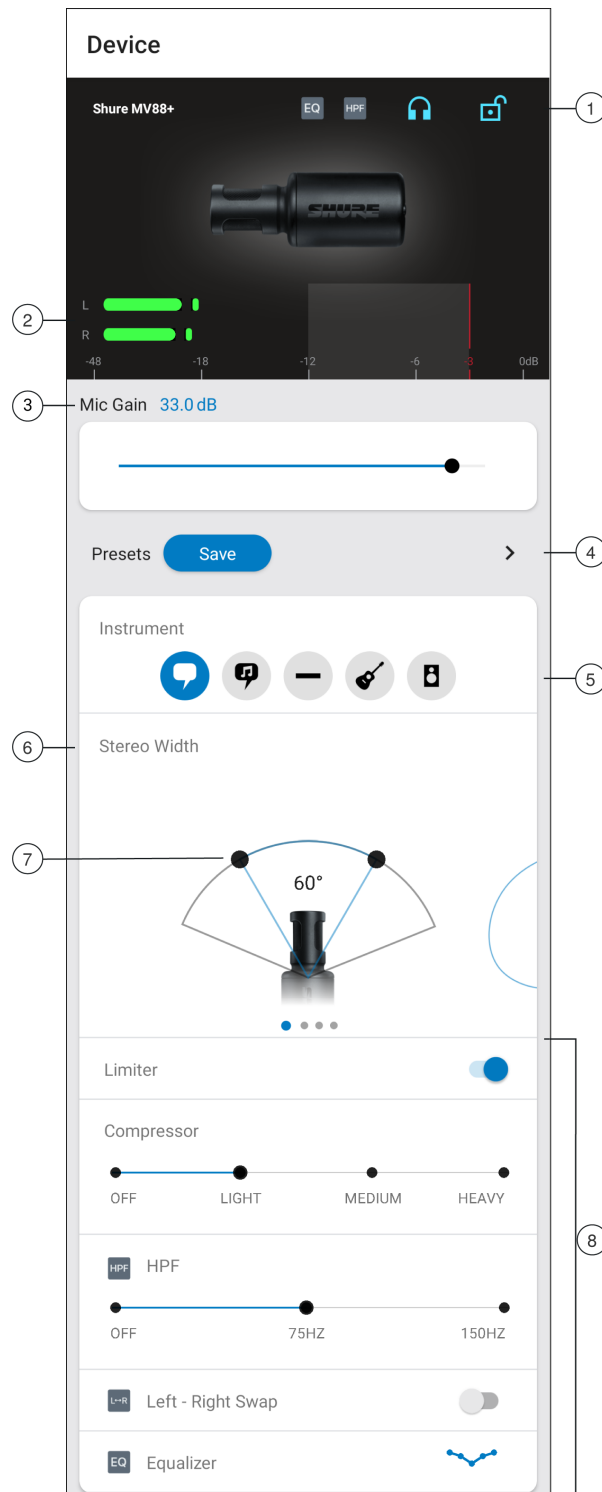 Device
Shure MV88+ EQ HPF
1
SHURE
L
2
R
-48 -18 -12 -6 -3 0dB
3 Mic Gain 33.0 dB
Presets Save 4
Instrument
5
6 Stereo Width
7
60°
Limiter
Compressor
OFF LIGHT MEDIUM HEAVY
8
HPF HPF
OFF 75HZ 150HZ
L↔R Left - Right Swap
EQ Equalizer